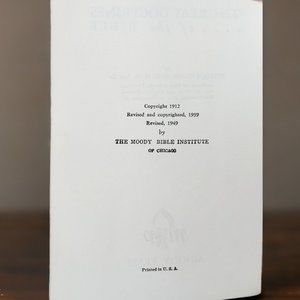 Copyright 1912
Revised and copyrighted, 1939
Revised, 1949
by
THE MOODY BIBLE INSTITUTE
OF CHICAGO
Printed in U. S. A.